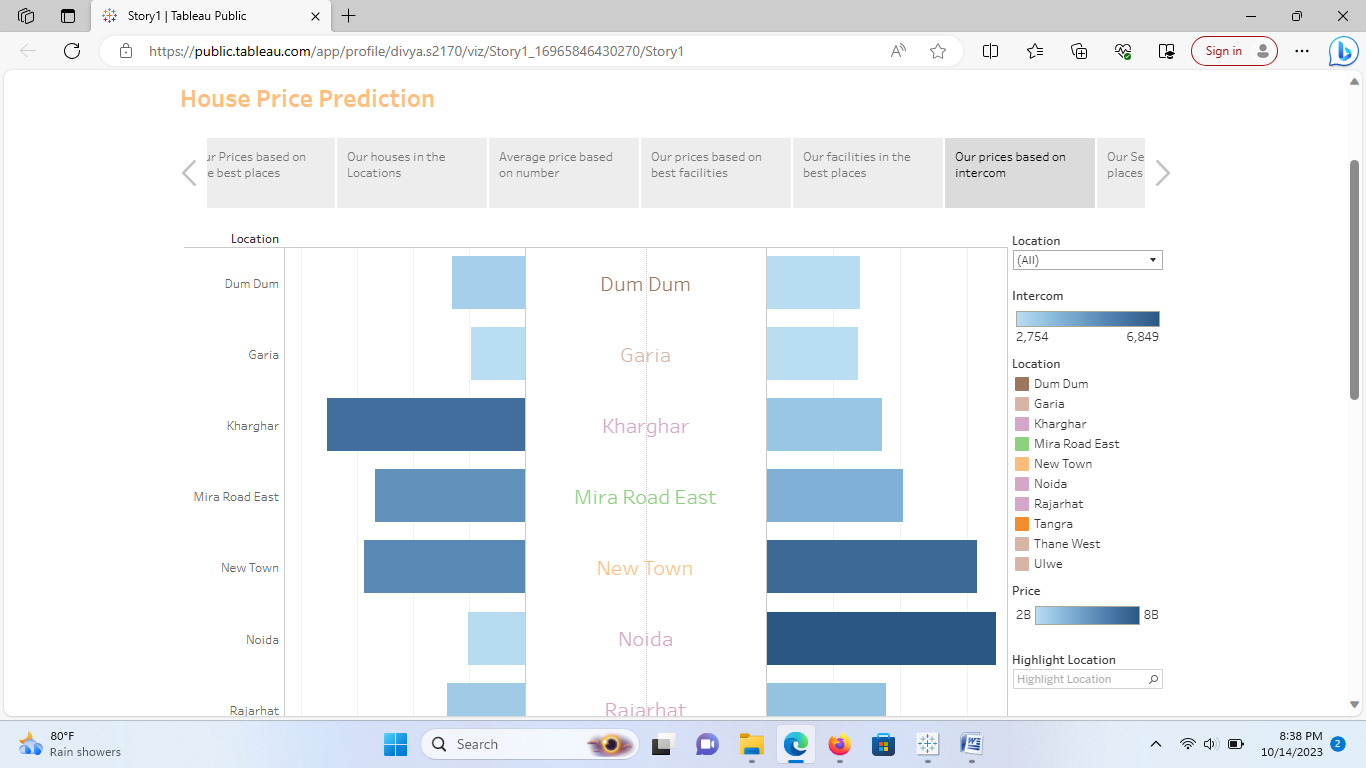 Story1 | Tableau Public
https://public.tableau.com/app/profile/divya.s2170/viz/Story1_16965846430270/Story1
Sign in
House Price Prediction
ur Prices based on
e best places
Our houses in the
Locations
Average price based
on number
Our prices based on
best facilities
Our facilities in the
best places
Our prices based on
intercom
Our Se
places
Location
Dum Dum
Garia
Kharghar
Mira Road East
New Town
Noida
Rajarhat
Dum Dum
Garia
Kharghar
Mira Road East
New Town
Noida
Rajarhat
Location
(All)
Intercom
2,754 6,849
Location
Dum Dum
Garia
Kharghar
Mira Road East
New Town
Noida
Rajarhat
Tangra
Thane West
Ulwe
Price
2B 8B
Highlight Location
Highlight Location
80°F
Rain showers
Search
8:38 PM
10/14/2023
2